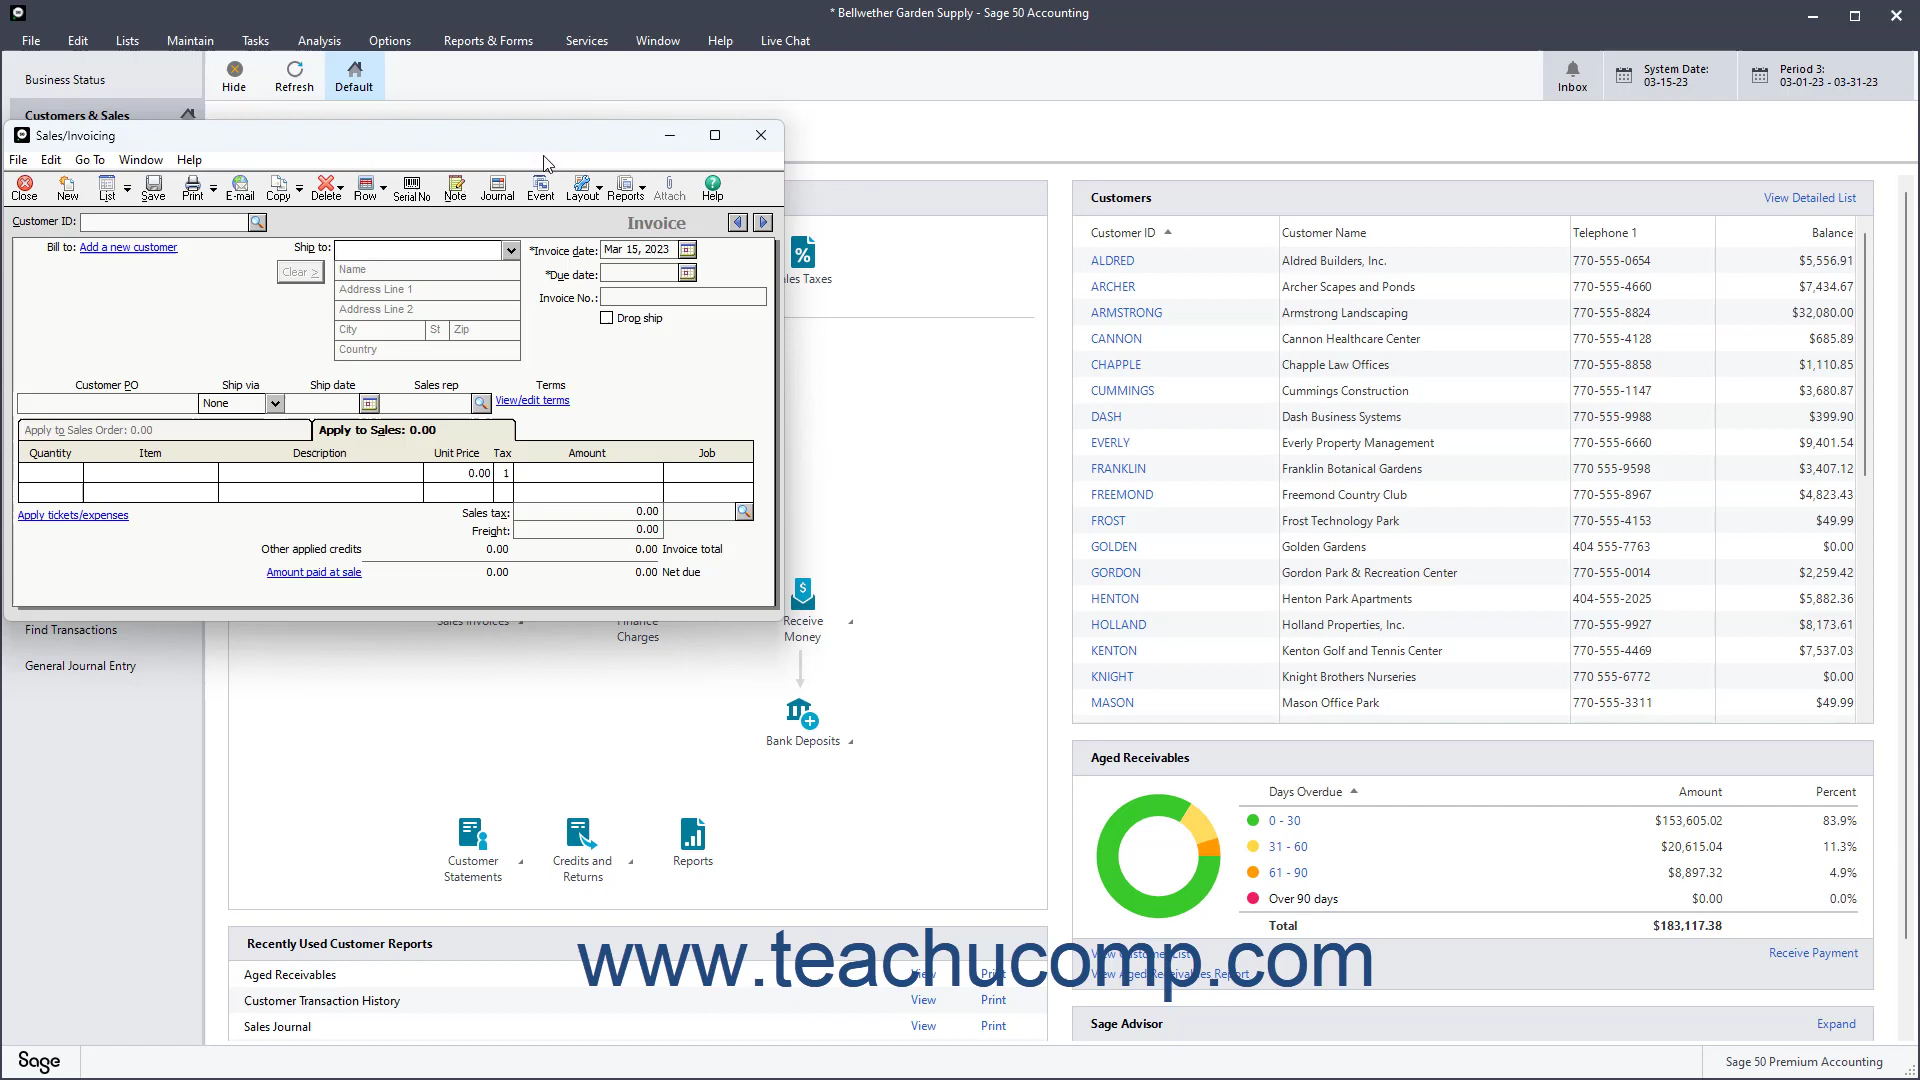 * Bellwether Garden Supply - Sage 50 Accounting
File Edit Lists Maintain Tasks Analysis Options Reports & Forms Services Window Help Live Chat
Business Status
Customers & Sales
Hide Refresh Default
Inbox
System Date:
03-15-23
Period 3:
03-01-23 - 03-31-23
Sales/Invoicing
File Edit Go To Window Help
Close New List Save Print E-mail Copy Delete Row Serial No Note Journal Event Layout Reports Attach Help
Customer ID:
Invoice
Bill to: Add a new customer
Ship to:
Clear >
Name
Address Line 1
Address Line 2
City St Zip
Country
*Invoice date: Mar 15, 2023
*Due date:
Invoice No.:
Drop ship
Customer PO Ship via Ship date Sales rep Terms
None
View/edit terms
Apply to Sales Order: 0.00
Apply to Sales: 0.00
Quantity Item Description Unit Price Tax Amount Job
0.00 1
Apply tickets/expenses
Sales tax: 0.00
Freight: 0.00
Other applied credits 0.00 0.00 Invoice total
Amount paid at sale 0.00 0.00 Net due
Find Transactions
General Journal Entry
les Taxes
Sales Invoices
Finance
Charges
Receive
Money
Bank Deposits
Customer
Statements
Credits and
Returns
Reports
Recently Used Customer Reports
Aged Receivables View Print
Customer Transaction History View Print
Sales Journal View Print
Customers
View Detailed List
Customer ID Customer Name Telephone 1 Balance
ALDRED Aldred Builders, Inc. 770-555-0654 $5,556.91
ARCHER Archer Scapes and Ponds 770-555-4660 $7,434.67
ARMSTRONG Armstrong Landscaping 770-555-8824 $32,080.00
CANNON Cannon Healthcare Center 770-555-4128 $685.89
CHAPPLE Chapple Law Offices 770-555-8858 $1,110.85
CUMMINGS Cummings Construction 770-555-1147 $3,680.87
DASH Dash Business Systems 770-555-9988 $399.90
EVERLY Everly Property Management 770-555-6660 $9,401.54
FRANKLIN Franklin Botanical Gardens 770 555-9598 $3,407.12
FREEMOND Freemond Country Club 770-555-8967 $4,823.43
FROST Frost Technology Park 770-555-4153 $49.99
GOLDEN Golden Gardens 404 555-7763 $0.00
GORDON Gordon Park & Recreation Center 770-555-0014 $2,259.42
HENTON Henton Park Apartments 404-555-2025 $5,882.36
HOLLAND Holland Properties, Inc. 770-555-9927 $8,173.61
KENTON Kenton Golf and Tennis Center 770-555-4469 $7,537.03
KNIGHT Knight Brothers Nurseries 770 555-6772 $0.00
MASON Mason Office Park 770-555-3311 $49.99
Aged Receivables
Days Overdue Amount Percent
0 - 30 $153,605.02 83.9%
31 - 60 $20,615.04 11.3%
61 - 90 $8,897.32 4.9%
Over 90 days $0.00 0.0%
Total $183,117.38
View Customer List
View Aged Receivables Report
Receive Payment
Sage Advisor
Expand
www.teachucomp.com
Sage
Sage 50 Premium Accounting